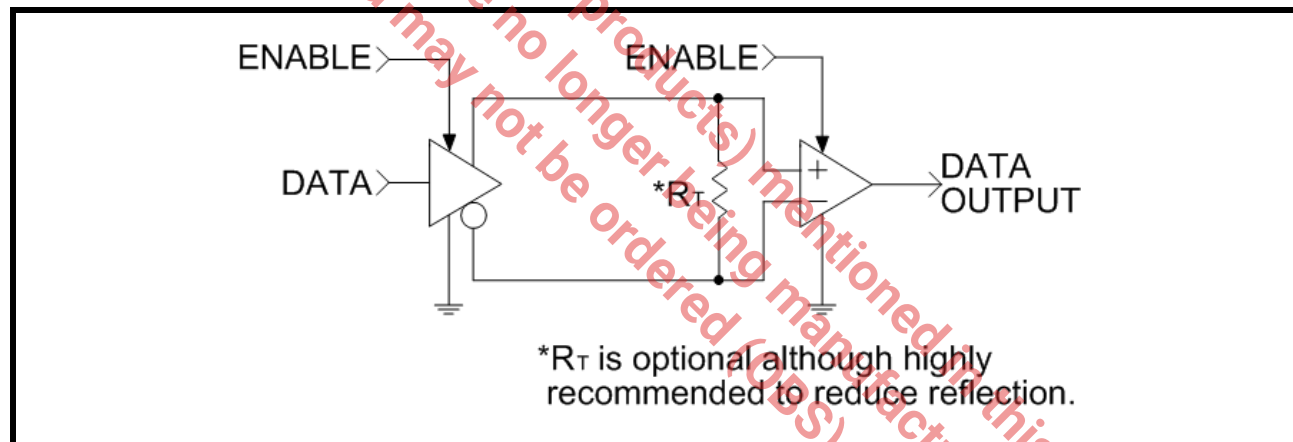 ENABLE
ENABLE
DATA
*RT
+
−
DATA
OUTPUT
*RT is optional although highly
recommended to reduce reflection.
products) mentioned in this
e no longer being manufact
d may not be ordered (OBS)